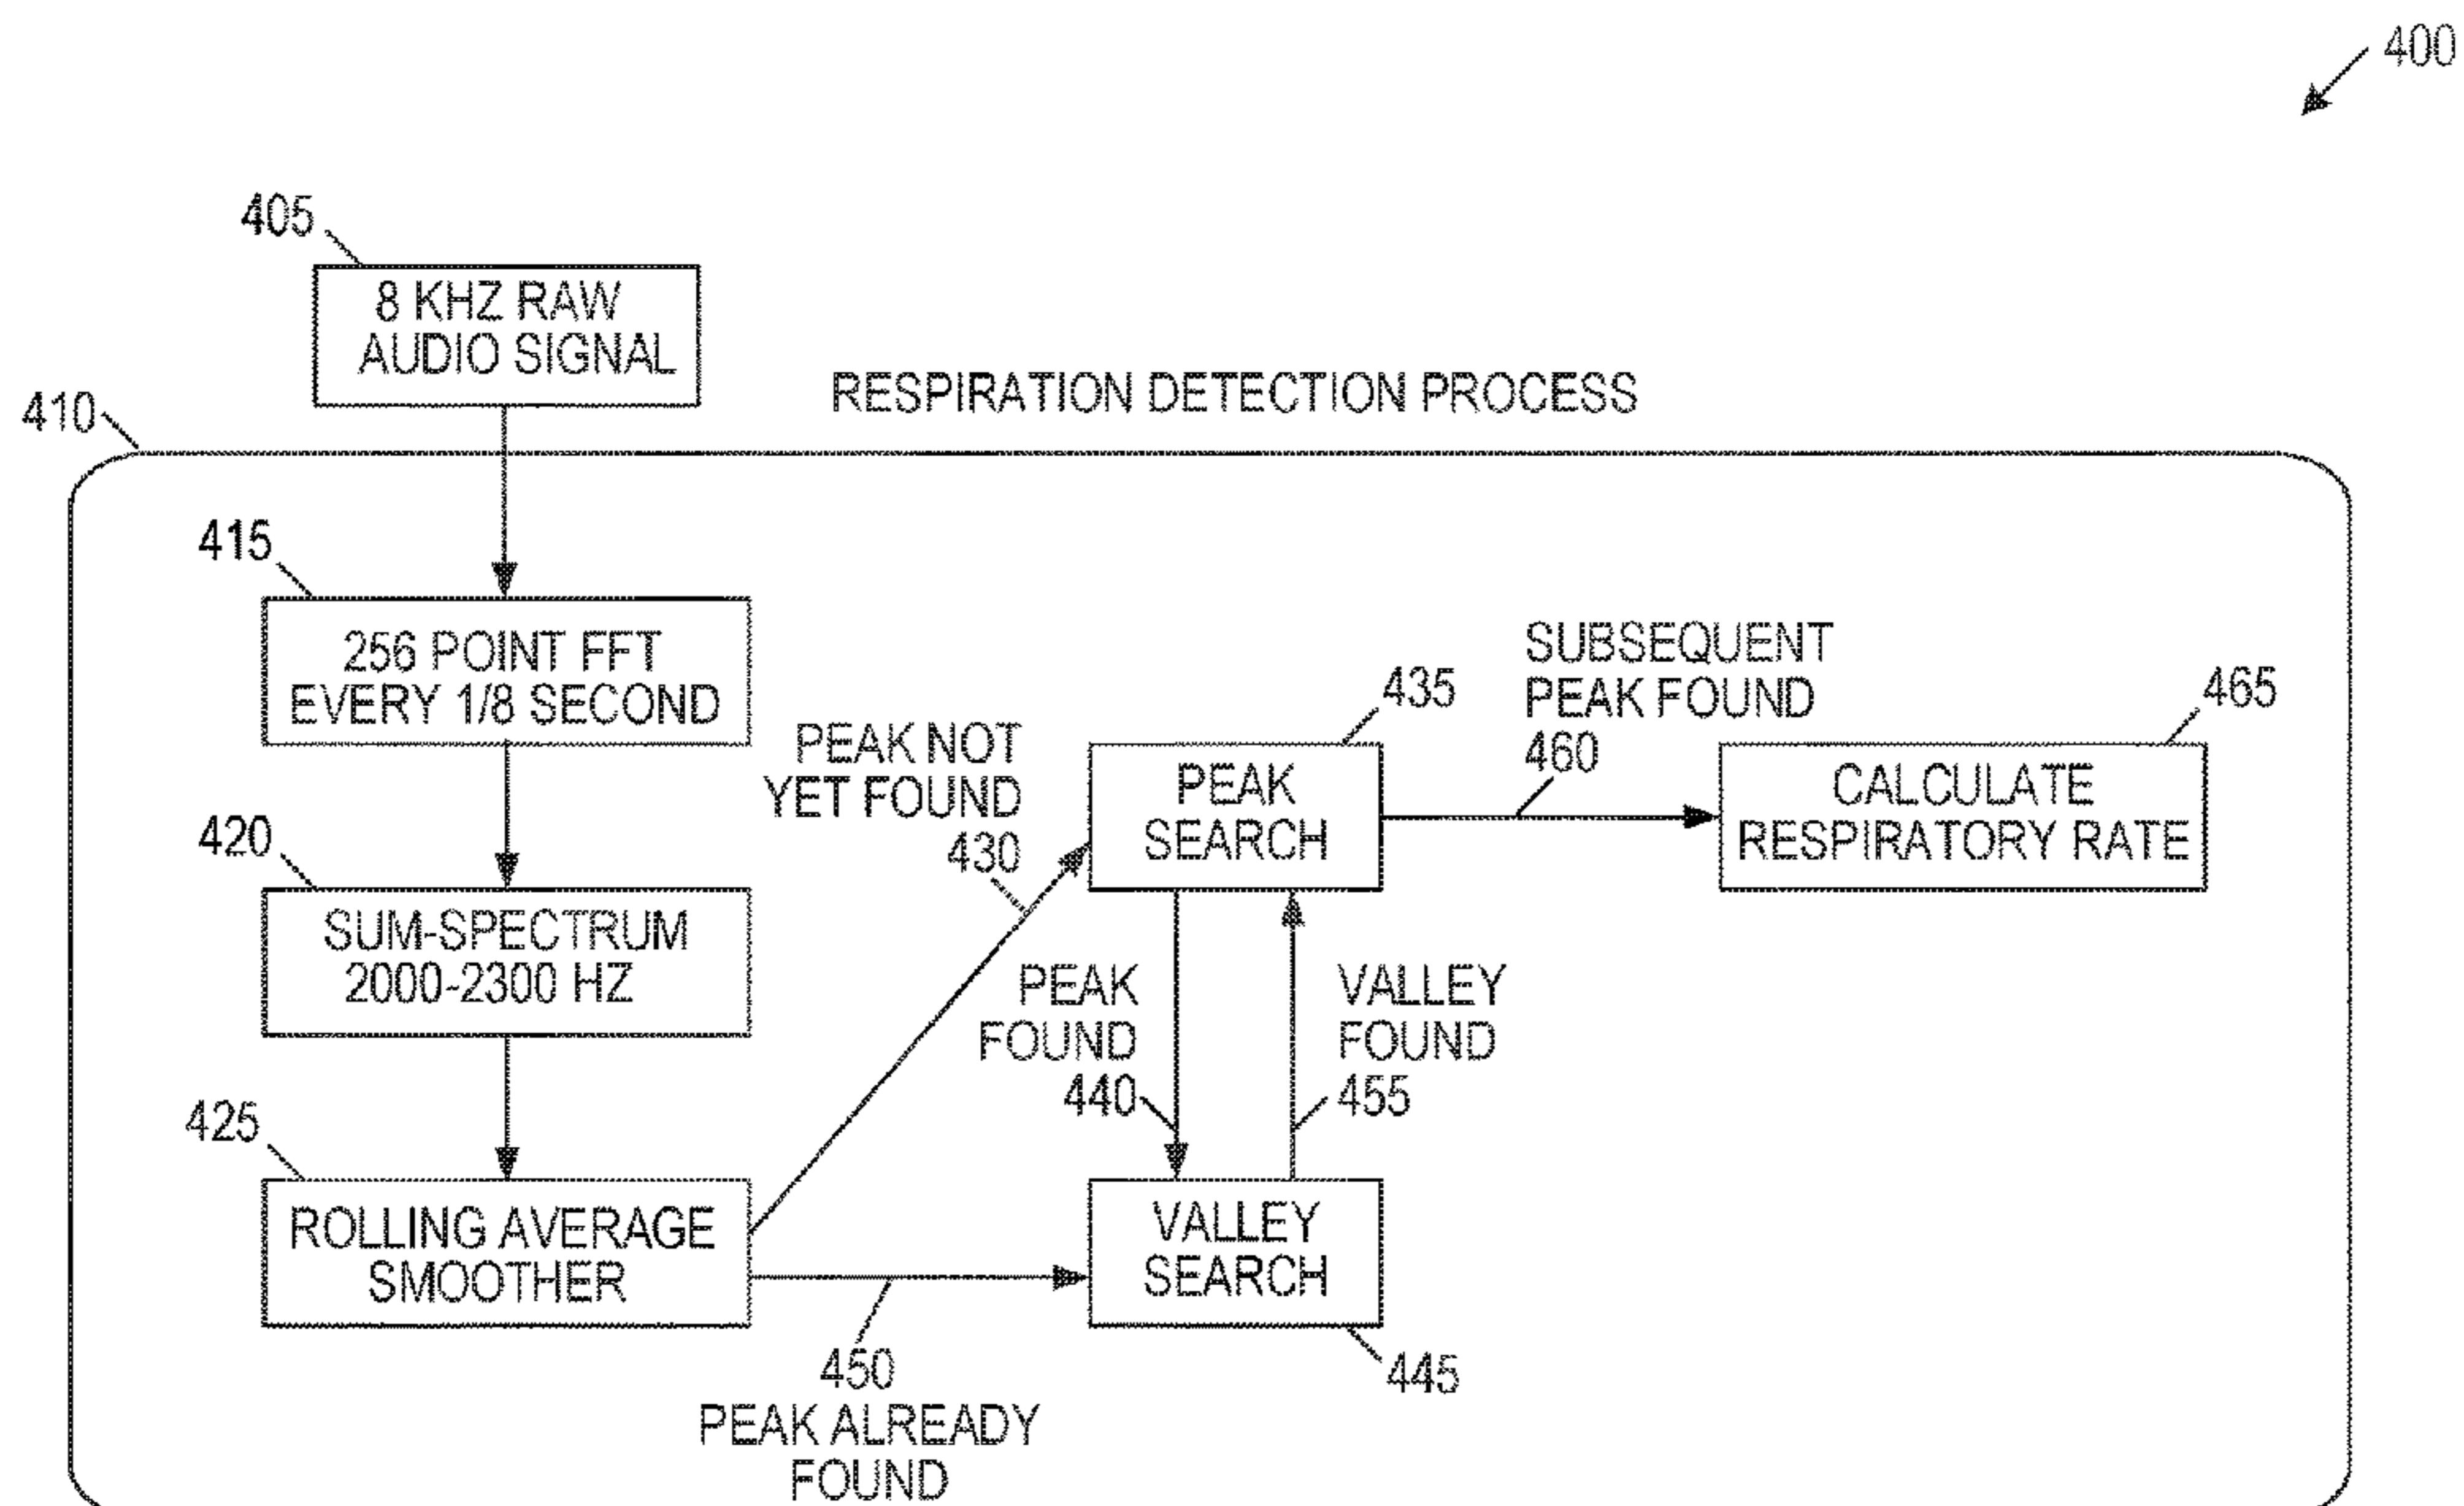 400
405
8 KHZ RAW
AUDIO SIGNAL
RESPIRATION DETECTION PROCESS
410
415
256 POINT FFT
EVERY 1/8 SECOND
420
SUM-SPECTRUM
2000-2300 HZ
425
ROLLING AVERAGE
SMOOTHER
PEAK NOT
YET FOUND
430
435
PEAK
SEARCH
SUBSEQUENT
PEAK FOUND
460
465
CALCULATE
RESPIRATORY RATE
PEAK
FOUND
440
VALLEY
FOUND
455
VALLEY
SEARCH
445
450
PEAK ALREADY
FOUND